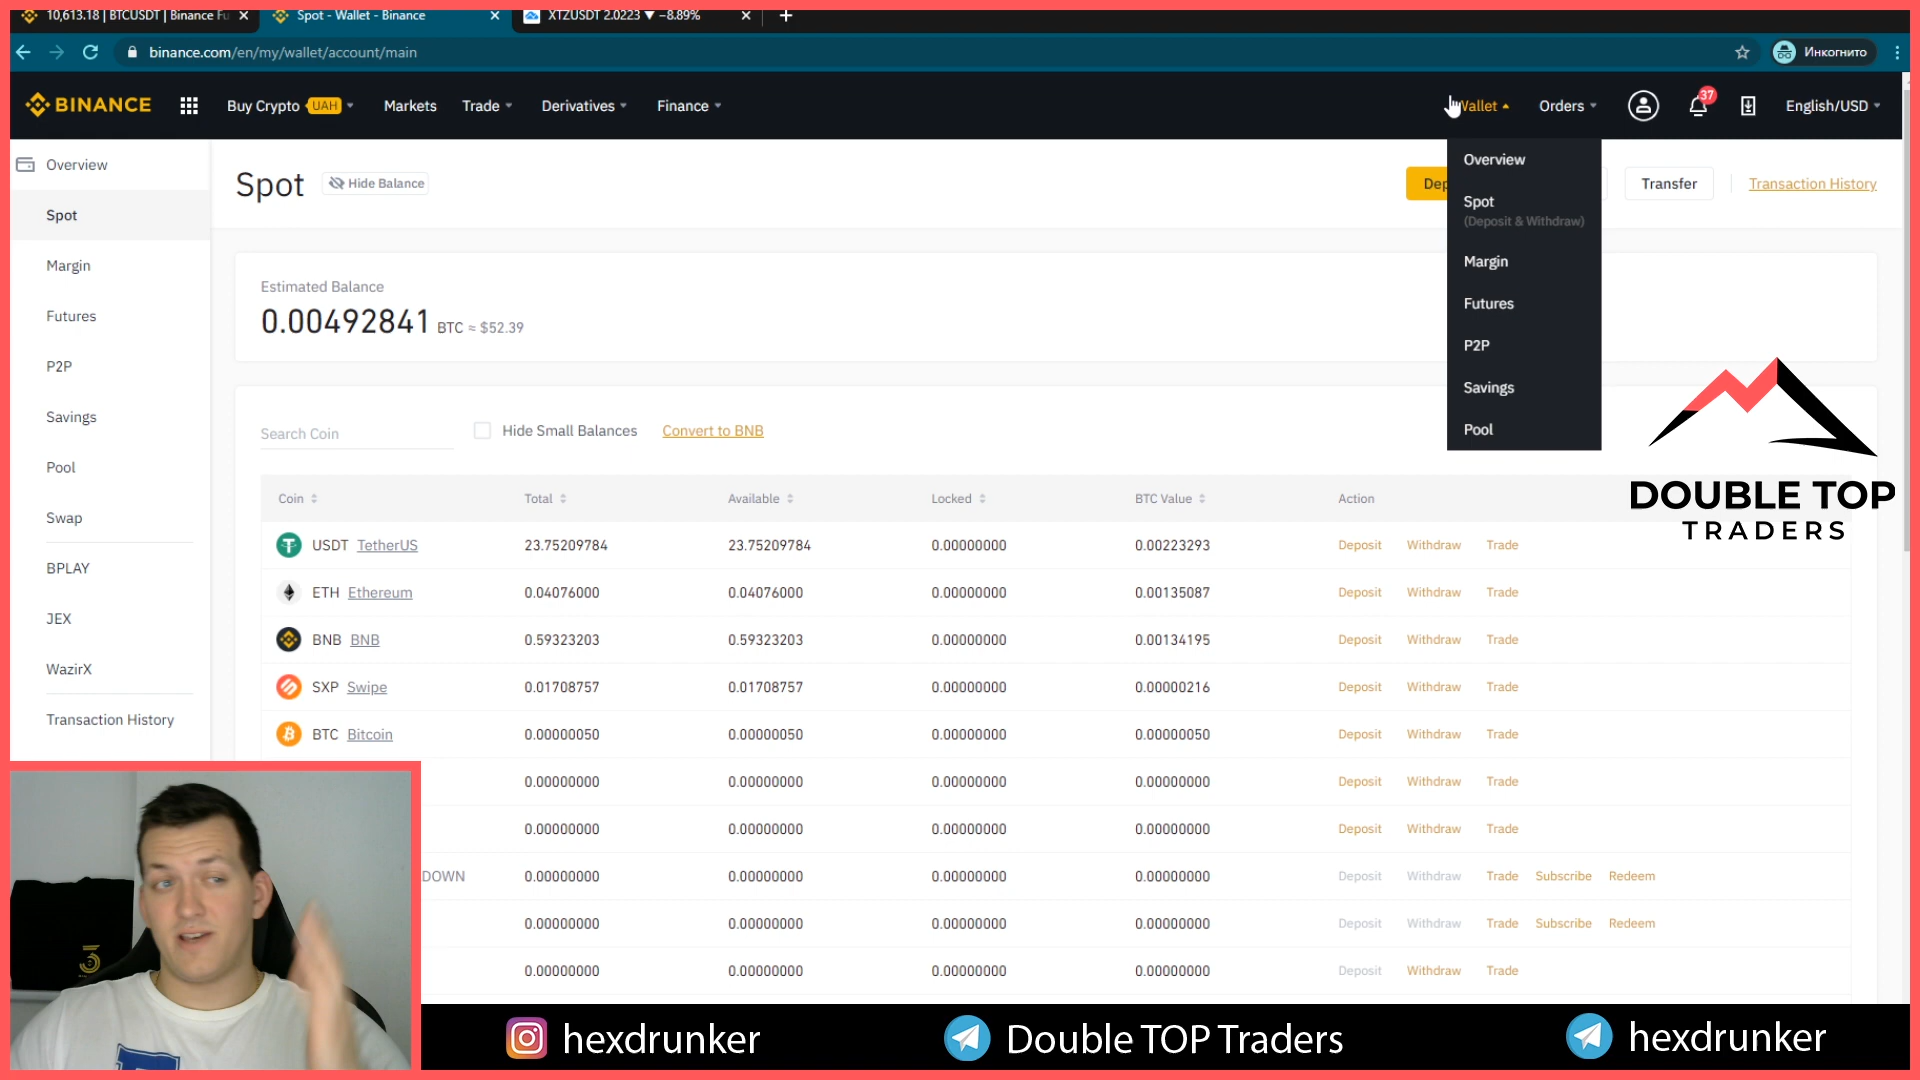 10,613.18 | BTCUSDT | Binance Fu
Spot - Wallet - Binance
XTZUSDT 2.0223 ▼ −8.89%
binance.com/en/my/wallet/account/main
Инкогнито
BINANCE
Buy Crypto UAH
Markets
Trade
Derivatives
Finance
Wallet
Orders
37
English/USD
Overview
Spot
Margin
Futures
P2P
Savings
Pool
Swap
BPLAY
JEX
WazirX
Transaction History
Spot
Hide Balance
Dep
Transfer
Transaction History
Overview
Spot
(Deposit & Withdraw)
Margin
Futures
P2P
Savings
Pool
Estimated Balance
0.00492841 BTC ≈ $52.39
Search Coin
Hide Small Balances
Convert to BNB
Coin Total Available Locked BTC Value Action
USDT TetherUS 23.75209784 23.75209784 0.00000000 0.00223293 Deposit Withdraw Trade
ETH Ethereum 0.04076000 0.04076000 0.00000000 0.00135087 Deposit Withdraw Trade
BNB BNB 0.59323203 0.59323203 0.00000000 0.00134195 Deposit Withdraw Trade
SXP Swipe 0.01708757 0.01708757 0.00000000 0.00000216 Deposit Withdraw Trade
BTC Bitcoin 0.00000050 0.00000050 0.00000000 0.00000050 Deposit Withdraw Trade
0.00000000 0.00000000 0.00000000 0.00000000 Deposit Withdraw Trade
0.00000000 0.00000000 0.00000000 0.00000000 Deposit Withdraw Trade
DOWN 0.00000000 0.00000000 0.00000000 0.00000000 Deposit Withdraw Trade Subscribe Redeem
0.00000000 0.00000000 0.00000000 0.00000000 Deposit Withdraw Trade Subscribe Redeem
0.00000000 0.00000000 0.00000000 0.00000000 Deposit Withdraw Trade
DOUBLE TOP
TRADERS
hexdrunker
Double TOP Traders
hexdrunker